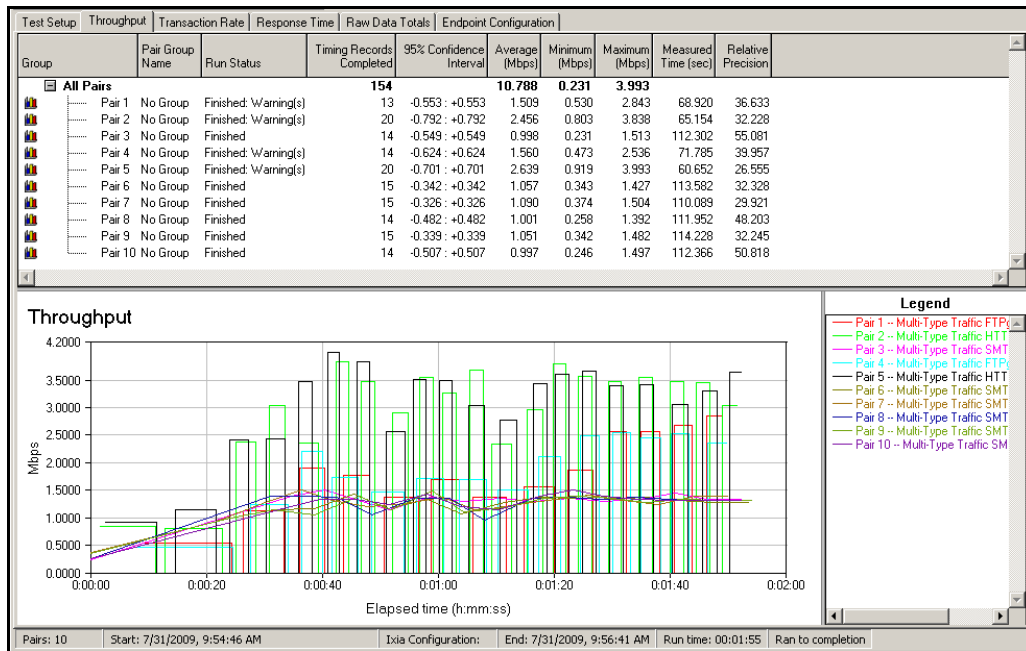 Test Setup Throughput Transaction Rate Response Time Raw Data Totals Endpoint Configuration
Group Pair Group Name Run Status Timing Records Completed 95% Confidence Interval Average (Mbps) Minimum (Mbps) Maximum (Mbps) Measured Time (sec) Relative Precision
All Pairs 154 10.788 0.231 3.993
Pair 1 No Group Finished: Warning(s) 13 -0.553 : +0.553 1.509 0.530 2.843 68.920 36.633
Pair 2 No Group Finished: Warning(s) 20 -0.792 : +0.792 2.456 0.803 3.838 65.154 32.228
Pair 3 No Group Finished 14 -0.549 : +0.549 0.998 0.231 1.513 112.302 55.081
Pair 4 No Group Finished: Warning(s) 14 -0.624 : +0.624 1.560 0.473 2.536 71.785 39.957
Pair 5 No Group Finished: Warning(s) 20 -0.701 : +0.701 2.639 0.919 3.993 60.652 26.555
Pair 6 No Group Finished 15 -0.342 : +0.342 1.057 0.343 1.427 113.582 32.328
Pair 7 No Group Finished 15 -0.326 : +0.326 1.090 0.374 1.504 110.089 29.921
Pair 8 No Group Finished 14 -0.482 : +0.482 1.001 0.258 1.392 111.952 48.203
Pair 9 No Group Finished 15 -0.339 : +0.339 1.051 0.342 1.482 114.228 32.245
Pair 10 No Group Finished 14 -0.507 : +0.507 0.997 0.246 1.497 112.366 50.818
Throughput
Mbps
4.2000
3.5000
3.0000
2.5000
2.0000
1.5000
1.0000
0.5000
0.0000
0:00:00 0:00:20 0:00:40 0:01:00 0:01:20 0:01:40 0:02:00
Elapsed time (h:mm:ss)
Legend
Pair 1 -- Multi-Type Traffic FTPg
Pair 2 -- Multi-Type Traffic HTT
Pair 3 -- Multi-Type Traffic SMT
Pair 4 -- Multi-Type Traffic FTPg
Pair 5 -- Multi-Type Traffic HTT
Pair 6 -- Multi-Type Traffic SMT
Pair 7 -- Multi-Type Traffic SMT
Pair 8 -- Multi-Type Traffic SMT
Pair 9 -- Multi-Type Traffic SMT
Pair 10 -- Multi-Type Traffic SM
Pairs: 10 Start: 7/31/2009, 9:54:46 AM Ixia Configuration: End: 7/31/2009, 9:56:41 AM Run time: 00:01:55 Ran to completion